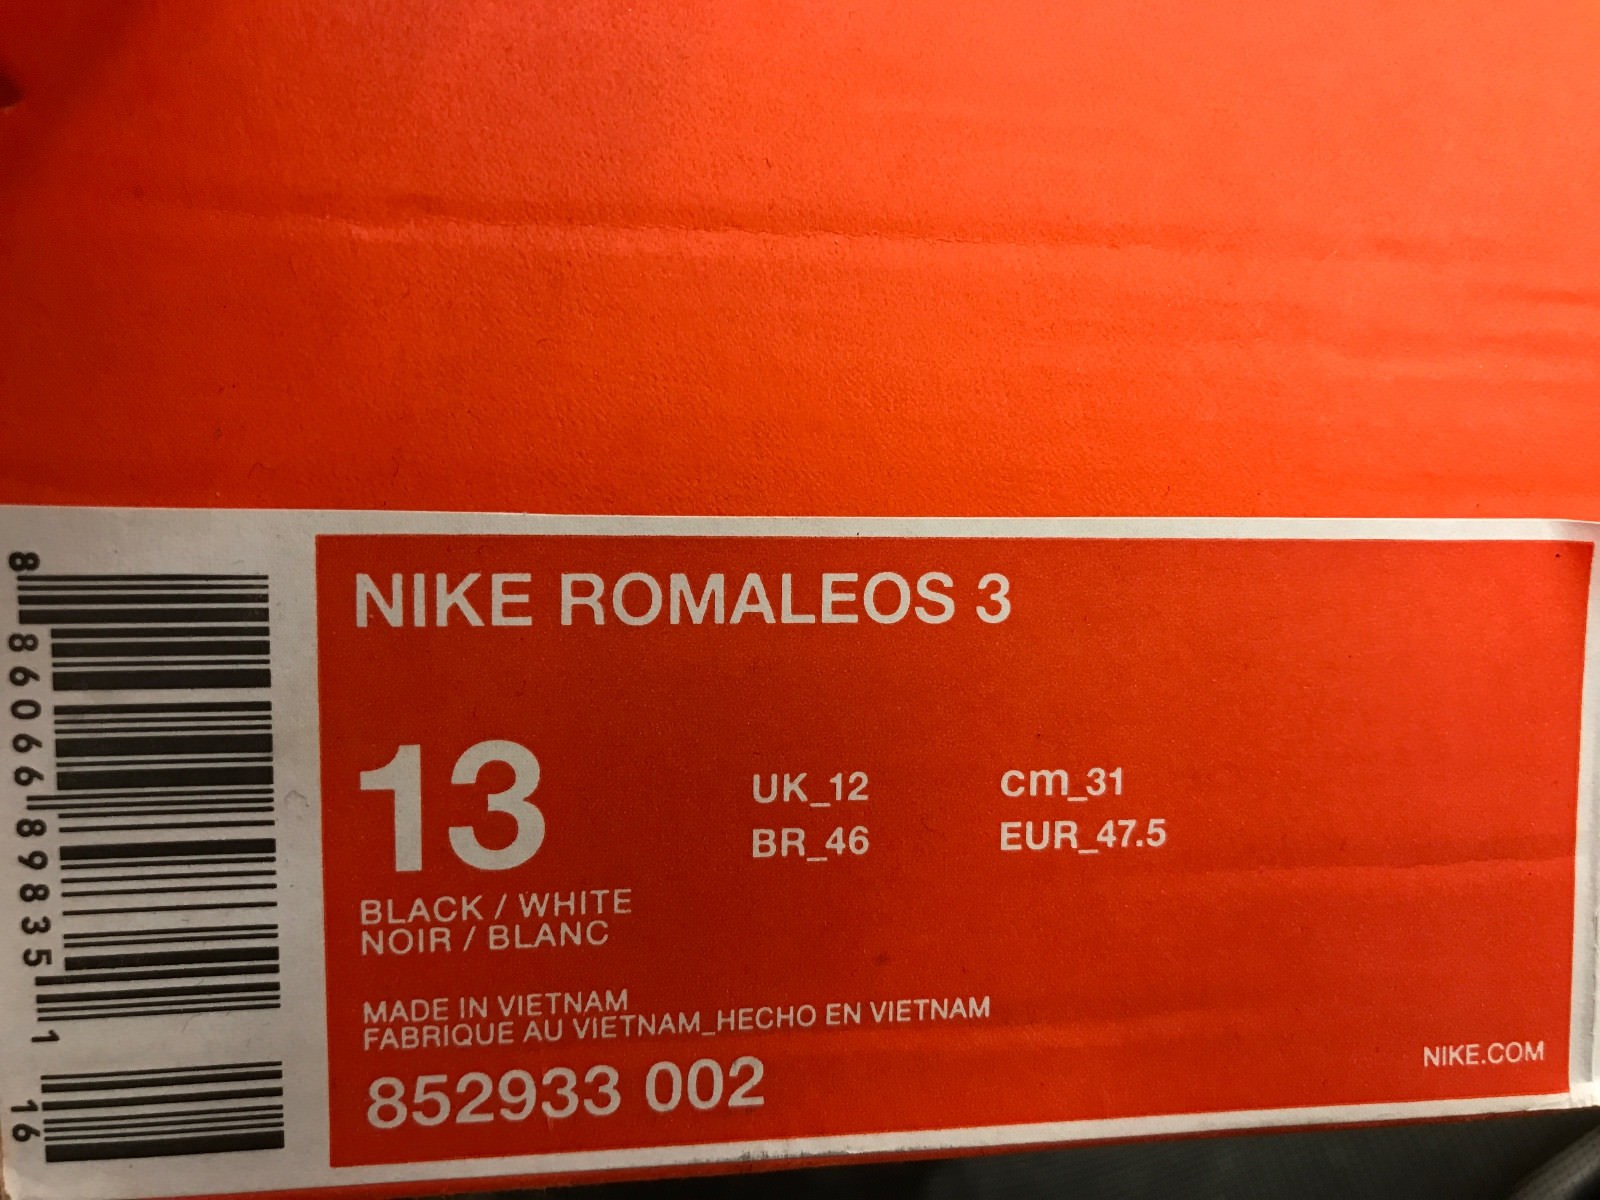 NIKE ROMALEOS 3
13
UK_12
cm_31
BR_46
EUR_47.5
BLACK / WHITE
NOIR / BLANC
MADE IN VIETNAM
FABRIQUE AU VIETNAM_HECHO EN VIETNAM
852933 002
NIKE.COM
8 86066 89835 1
16